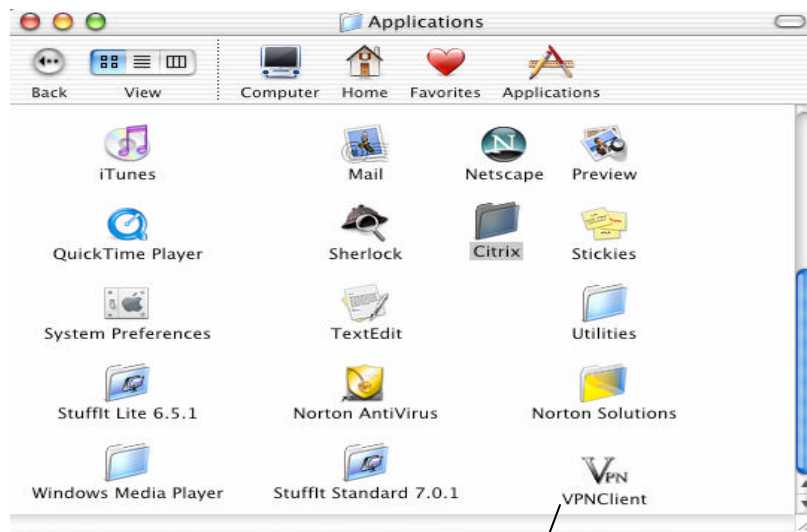 Applications
Back View Computer Home Favorites Applications
iTunes Mail Netscape Preview
QuickTime Player Sherlock Citrix Stickies
System Preferences TextEdit Utilities
StuffIt Lite 6.5.1 Norton AntiVirus Norton Solutions
VPN
Windows Media Player StuffIt Standard 7.0.1 VPNClient